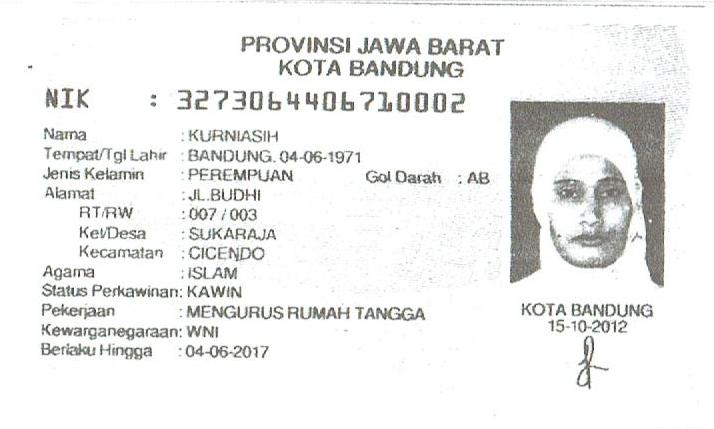 PROVINSI JAWA BARAT
KOTA BANDUNG
NIK : 3273064406710002
Nama : KURNIASIH
Tempat/Tgl Lahir : BANDUNG. 04-06-1971
Jenis Kelamin : PEREMPUAN Gol Darah : AB
Alamat : JL.BUDHI
RT/RW : 007 / 003
Kel/Desa : SUKARAJA
Kecamatan : CICENDO
Agama : ISLAM
Status Perkawinan: KAWIN
Pekerjaan : MENGURUS RUMAH TANGGA
Kewarganegaraan: WNI
Berlaku Hingga : 04-06-2017
KOTA BANDUNG
15-10-2012